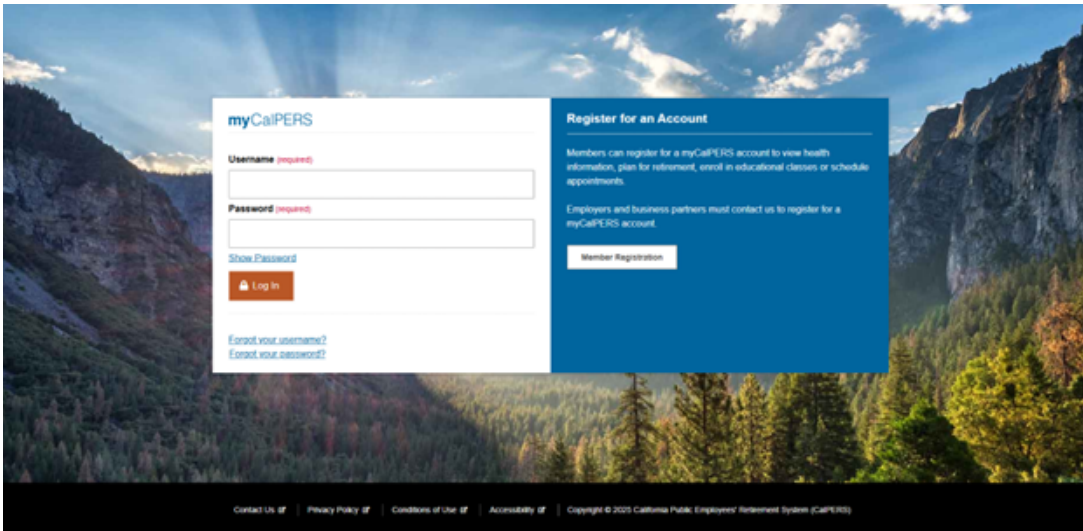 myCalPERS
Username (required)
Password (required)
Show Password
Log In
Forgot your username?
Forgot your password?
Register for an Account
Members can register for a myCalPERS account to view health
information, plan for retirement, enroll in educational classes or schedule
appointments.
Employers and business partners must contact us to register for a
myCalPERS account.
Member Registration
Contact Us
Privacy Policy
Conditions of Use
Accessibility
Copyright © 2025 California Public Employees' Retirement System (CalPERS)